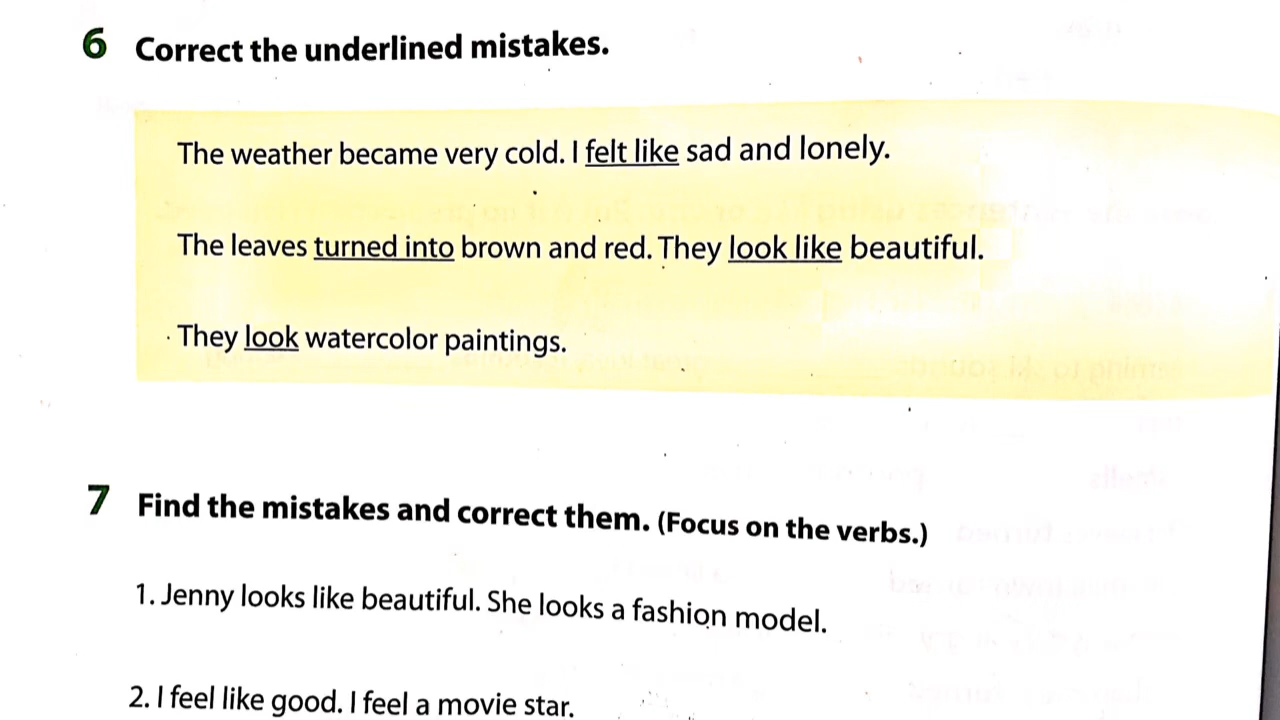 6 Correct the underlined mistakes.
The weather became very cold. I felt like sad and lonely.
The leaves turned into brown and red. They look like beautiful.
They look watercolor paintings.
7 Find the mistakes and correct them. (Focus on the verbs.)
1. Jenny looks like beautiful. She looks a fashion model.
2. I feel like good. I feel a movie star.